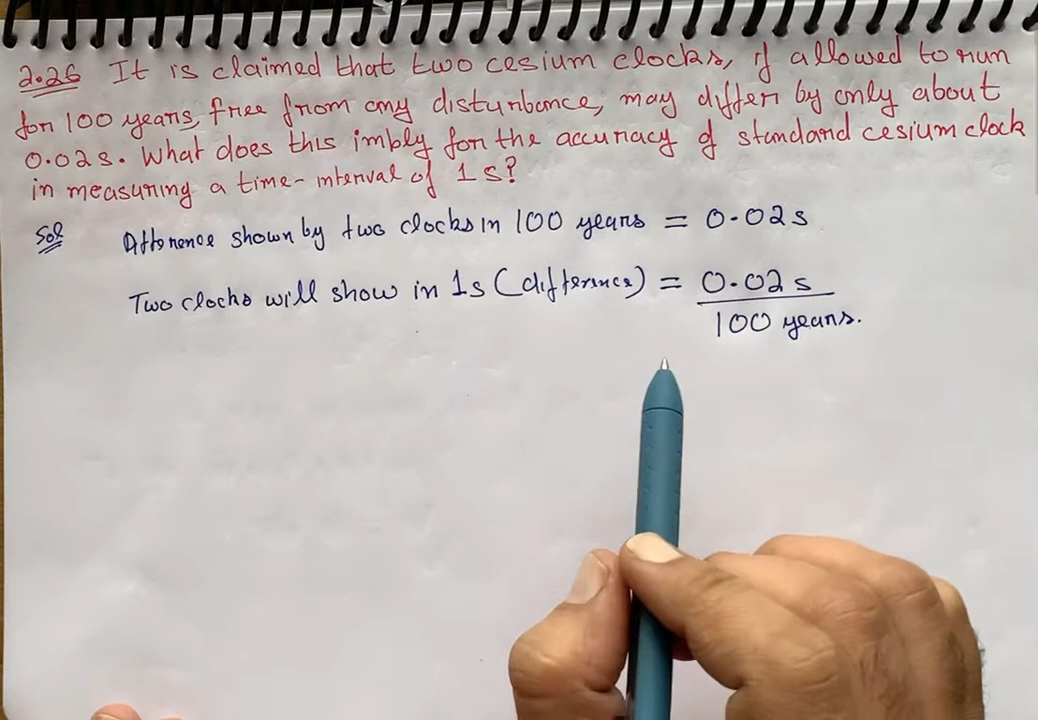 2.26 It is claimed that two cesium clocks, if allowed to run
for 100 years, free from any disturbance, may differ by only about
0.02s. What does this imbly for the accuracy of standard cesium clock
in measuring a time-interval of 1s?
Sol Difference shown by two clocks in 100 years = 0.02s
Two clocks will show in 1s (difference) = 0.02s
100 years.